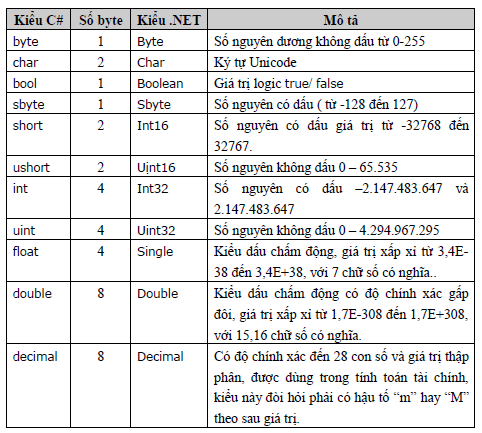 Kiểu C# Số byte Kiểu .NET Mô tả
byte 1 Byte Số nguyên dương không dấu từ 0-255
char 2 Char Ký tự Unicode
bool 1 Boolean Giá trị logic true/ false
sbyte 1 Sbyte Số nguyên có dấu ( từ -128 đến 127)
short 2 Int16 Số nguyên có dấu giá trị từ -32768 đến
32767.
ushort 2 Uịnt16 Số nguyên không dấu 0 – 65.535
int 4 Int32 Số nguyên có dấu –2.147.483.647 và
2.147.483.647
uint 4 Uint32 Số nguyên không dấu 0 – 4.294.967.295
float 4 Single Kiểu dấu chấm động, giá trị xấp xỉ từ 3,4E-
38 đến 3,4E+38, với 7 chữ số có nghĩa..
double 8 Double Kiểu dấu chấm động có độ chính xác gấp
đôi, giá trị xấp xỉ từ 1,7E-308 đến 1,7E+308,
với 15,16 chữ số có nghĩa.
decimal 8 Decimal Có độ chính xác đến 28 con số và giá trị thập
phân, được dùng trong tính toán tài chính,
kiểu này đòi hỏi phải có hậu tố “m” hay “M”
theo sau giá trị.